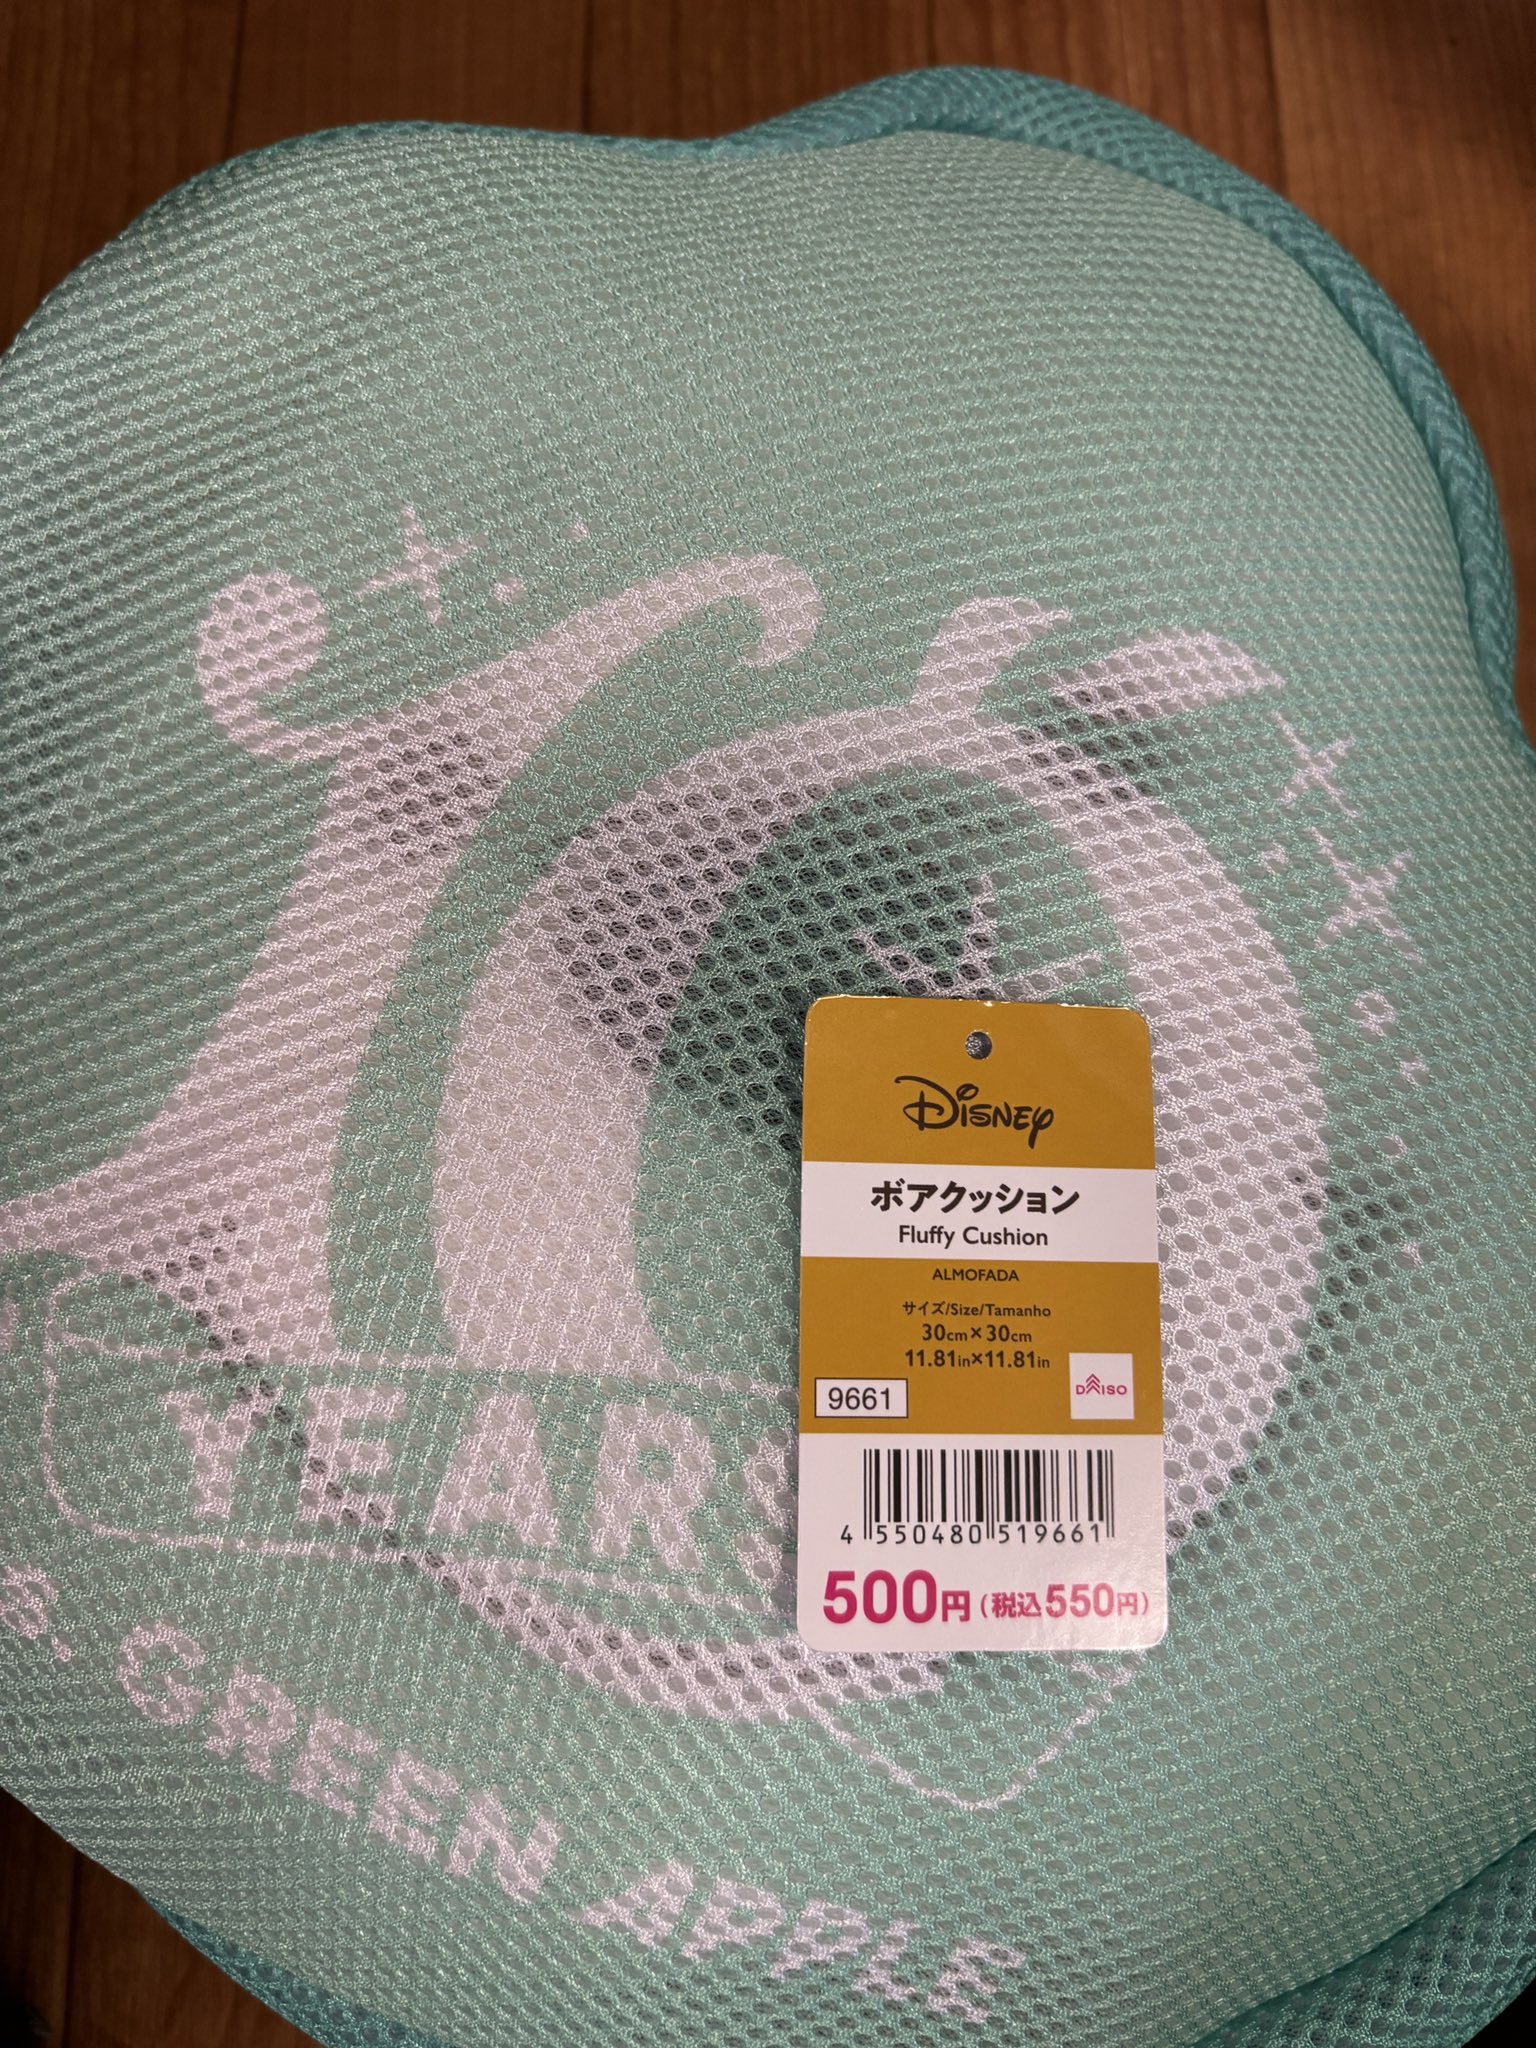 DISNEY
ボアクッション
Fluffy Cushion
ALMOFADA
サイズ/Size/Tamanho
30cm×30cm
11.81in×11.81in
9661
DAISO
4 550480 519661
500円(税込550円)
YEARS
GREEN APPLE